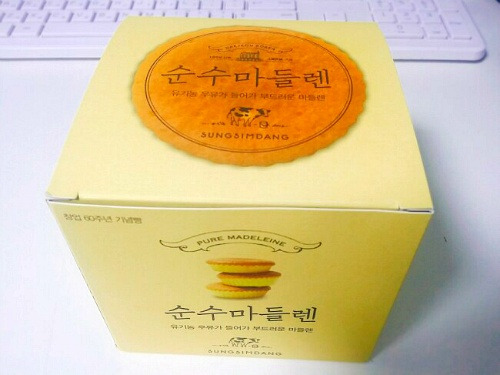 순수마들렌
유기농 우유가 들어가 부드러운 마들렌
SUNGSIMDANG
창업 60주년 기념빵
PURE MADELEINE
순수마들렌
유기농 우유가 들어가 부드러운 마들렌
SUNGSIMDANG